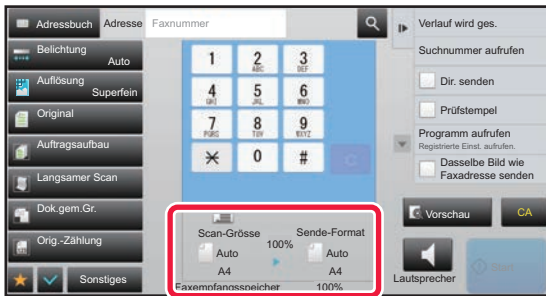 Adressbuch
Adresse
Faxnummer
Verlauf wird ges.
Belichtung
Auto
Suchnummer aufrufen
Auflösung
Superfein
Dir. senden
Original
Prüfstempel
Auftragsaufbau
Programm aufrufen
Registrierte Einst. aufrufen.
Langsamer Scan
Dasselbe Bild wie
Faxadresse senden
Dok.gem.Gr.
Orig.-Zählung
Sonstiges
1
2 ABC
3 DEF
4 GHI
5 JKL
6 MNO
7 PQRS
8 TUV
9 WXYZ
0
#
C
Scan-Grösse
100%
Sende-Format
Auto
Auto
A4
A4
Faxempfangsspeicher
100%
Vorschau
CA
Lautsprecher
Start